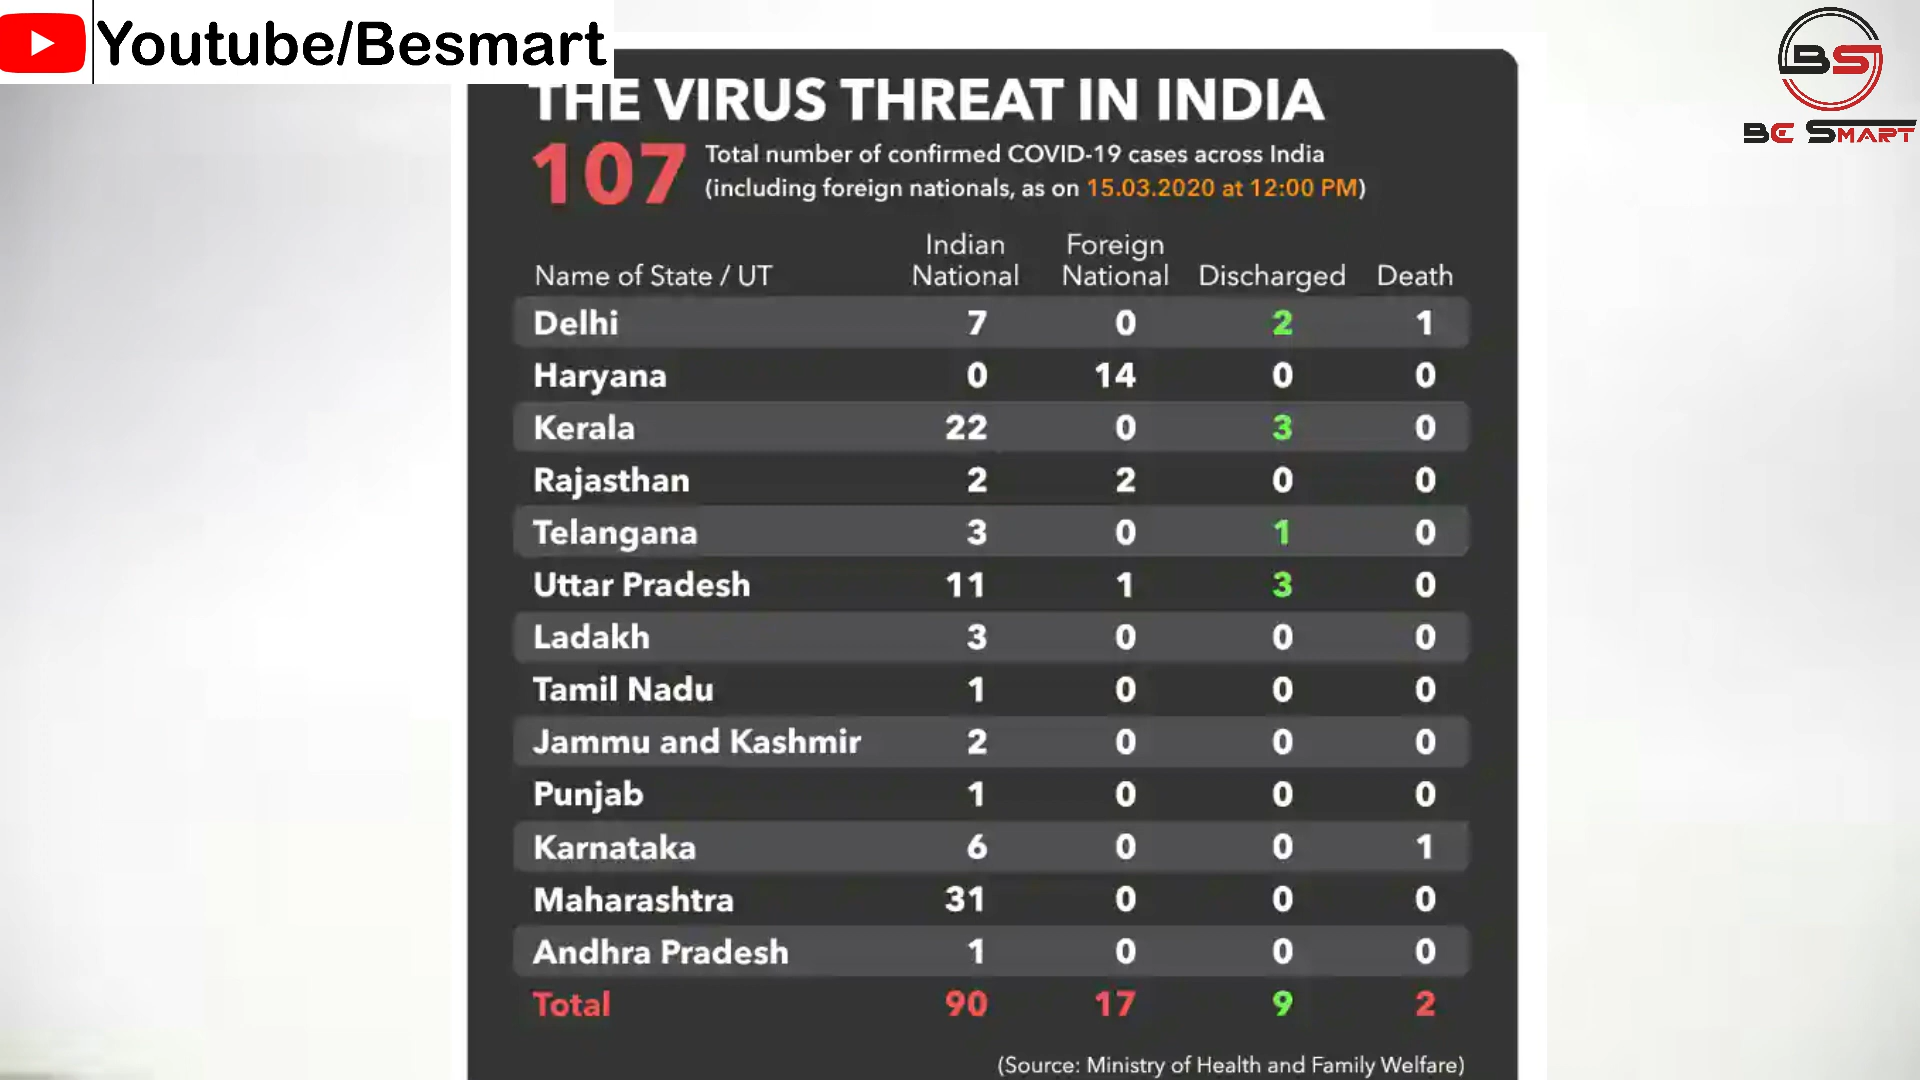 Youtube/Besmart
BS
BE SMART
THE VIRUS THREAT IN INDIA
107 Total number of confirmed COVID-19 cases across India
(including foreign nationals, as on 15.03.2020 at 12:00 PM)
Name of State / UT Indian National Foreign National Discharged Death
Delhi 7 0 2 1
Haryana 0 14 0 0
Kerala 22 0 3 0
Rajasthan 2 2 0 0
Telangana 3 0 1 0
Uttar Pradesh 11 1 3 0
Ladakh 3 0 0 0
Tamil Nadu 1 0 0 0
Jammu and Kashmir 2 0 0 0
Punjab 1 0 0 0
Karnataka 6 0 0 1
Maharashtra 31 0 0 0
Andhra Pradesh 1 0 0 0
Total 90 17 9 2
(Source: Ministry of Health and Family Welfare)